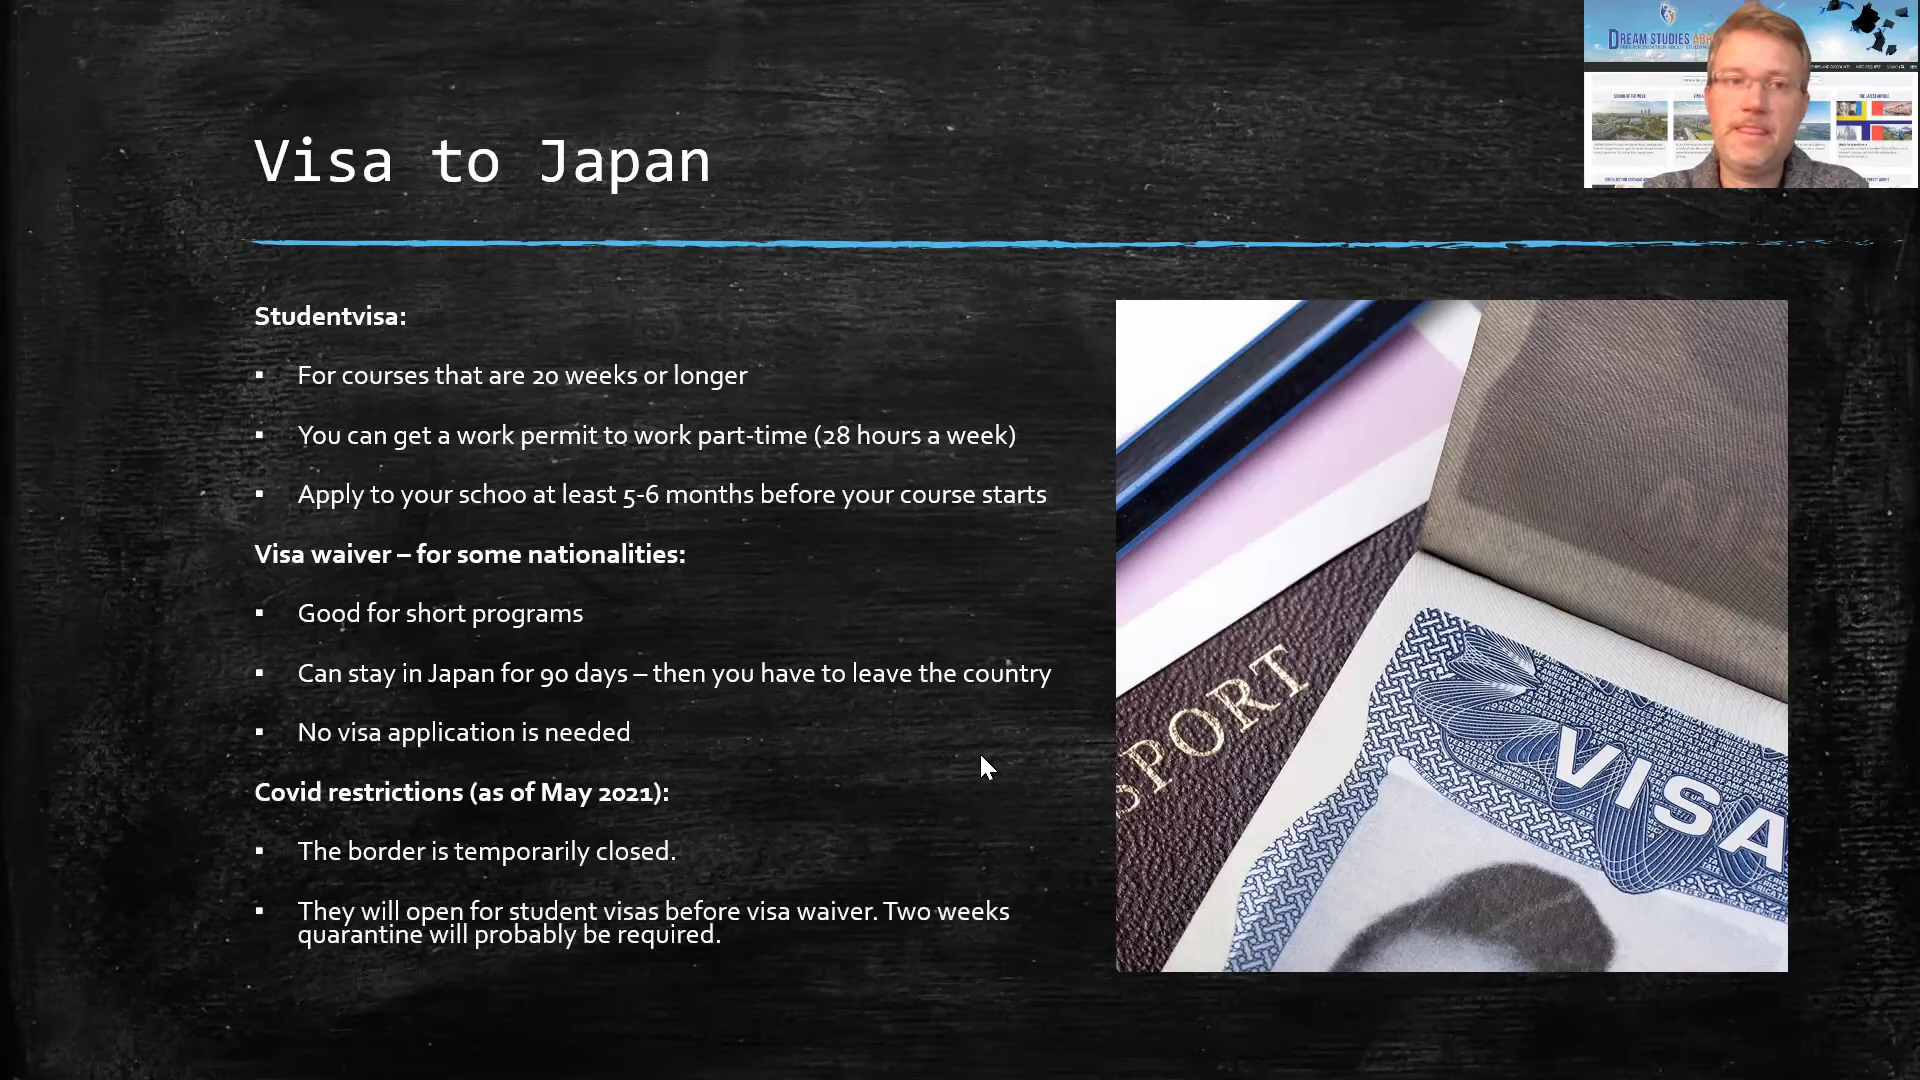 Visa to Japan
DREAM STUDIES ABR
Studentvisa:
▪ For courses that are 20 weeks or longer
▪ You can get a work permit to work part-time (28 hours a week)
▪ Apply to your schoo at least 5-6 months before your course starts
Visa waiver – for some nationalities:
▪ Good for short programs
▪ Can stay in Japan for 90 days – then you have to leave the country
▪ No visa application is needed
Covid restrictions (as of May 2021):
▪ The border is temporarily closed.
▪ They will open for student visas before visa waiver. Two weeks
quarantine will probably be required.
SPORT
VISA